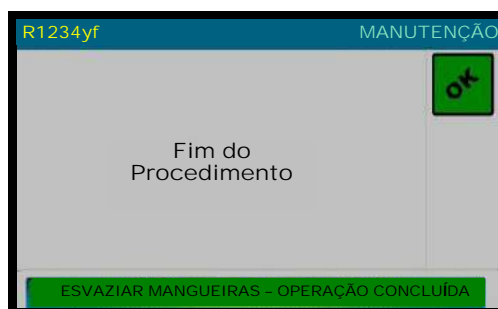 R1234yf MANUTENÇÃO
OK
Fim do
Procedimento
ESVAZIAR MANGUEIRAS – OPERAÇÃO CONCLUÍDA